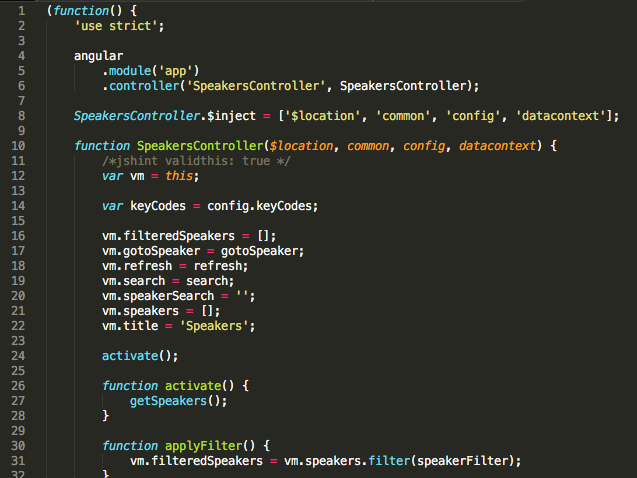 1 (function() {
2 'use strict';
3
4 angular
5 .module('app')
6 .controller('SpeakersController', SpeakersController);
7
8 SpeakersController.$inject = ['$location', 'common', 'config', 'datacontext'];
9
10 function SpeakersController($location, common, config, datacontext) {
11 /*jshint validthis: true */
12 var vm = this;
13
14 var keyCodes = config.keyCodes;
15
16 vm.filteredSpeakers = [];
17 vm.gotoSpeaker = gotoSpeaker;
18 vm.refresh = refresh;
19 vm.search = search;
20 vm.speakerSearch = '';
21 vm.speakers = [];
22 vm.title = 'Speakers';
23
24 activate();
25
26 function activate() {
27 getSpeakers();
28 }
29
30 function applyFilter() {
31 vm.filteredSpeakers = vm.speakers.filter(speakerFilter);
32 }